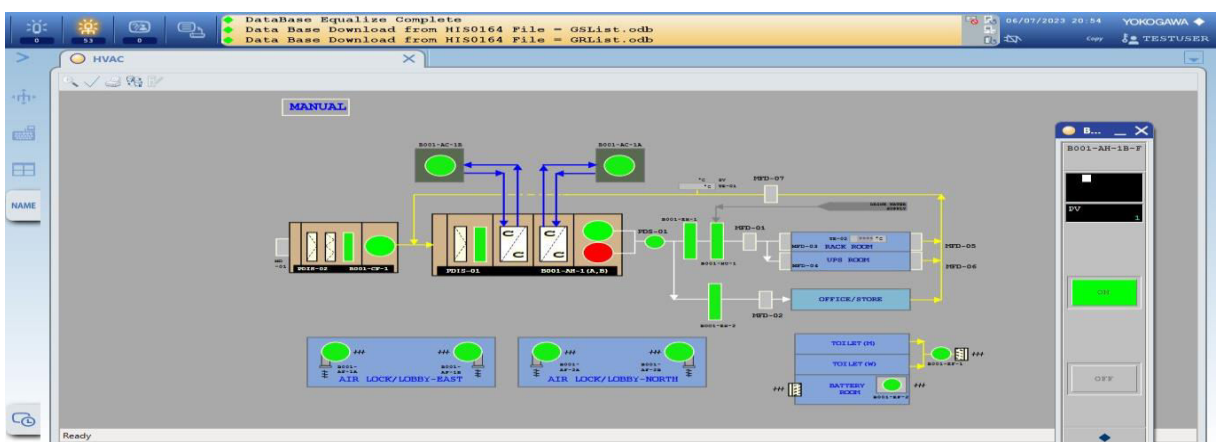 DataBase Equalize Complete
Data Base Download from HIS0164 File = GSList.odb
Data Base Download from HIS0164 File = GRList.odb
06/07/2023 20:54
YOKOGAWA
0
53
0
Copy
TESTUSER
HVAC
MANUAL
NAME
B001-AC-1B
B001-AC-1A
MFD-07
B...
B001-AH-1B-F
PV
1
PDS-01
MFD-01
MFD-03
RACK ROOM
MFD-05
MFD-04
UPS ROOM
MFD-06
PDIS-02
B001-CF-1
PDIS-01
B001-AH-1(A,B)
C
C
C
C
OFFICE/STORE
MFD-02
ON
OFF
TOILET(M)
TOILET(W)
BATTERY
ROOM
AIR LOCK/LOBBY-EAST
AIR LOCK/LOBBY-NORTH
Ready